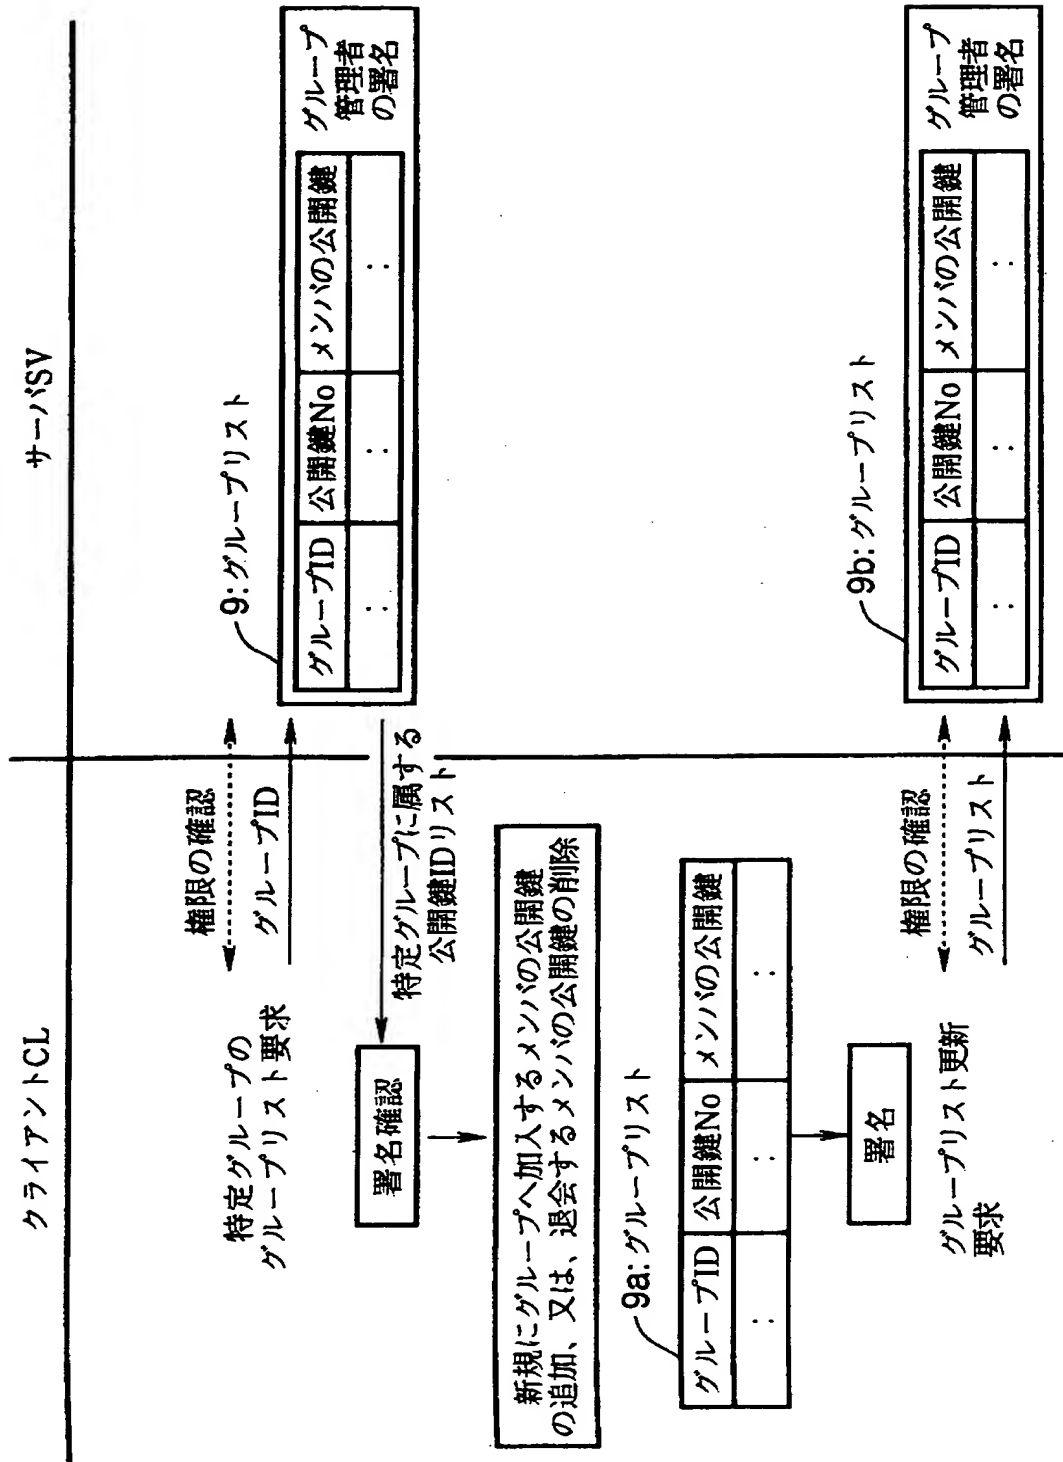 クライアントCL
サーバSV
特定グループの
グループリスト要求
権限の確認
グループID
9:グループリスト
グループID
公開鍵No
メンバの公開鍵
:
:
:
グループ
管理者
の署名
特定グループに属する
公開鍵IDリスト
署名確認
新規にグループへ加入するメンバの公開鍵
の追加、又は、退会するメンバの公開鍵の削除
9a:グループリスト
グループID
公開鍵No
メンバの公開鍵
:
:
:
署名
グループリスト更新
要求
権限の確認
グループリスト
9b:グループリスト
グループID
公開鍵No
メンバの公開鍵
:
:
:
グループ
管理者
の署名